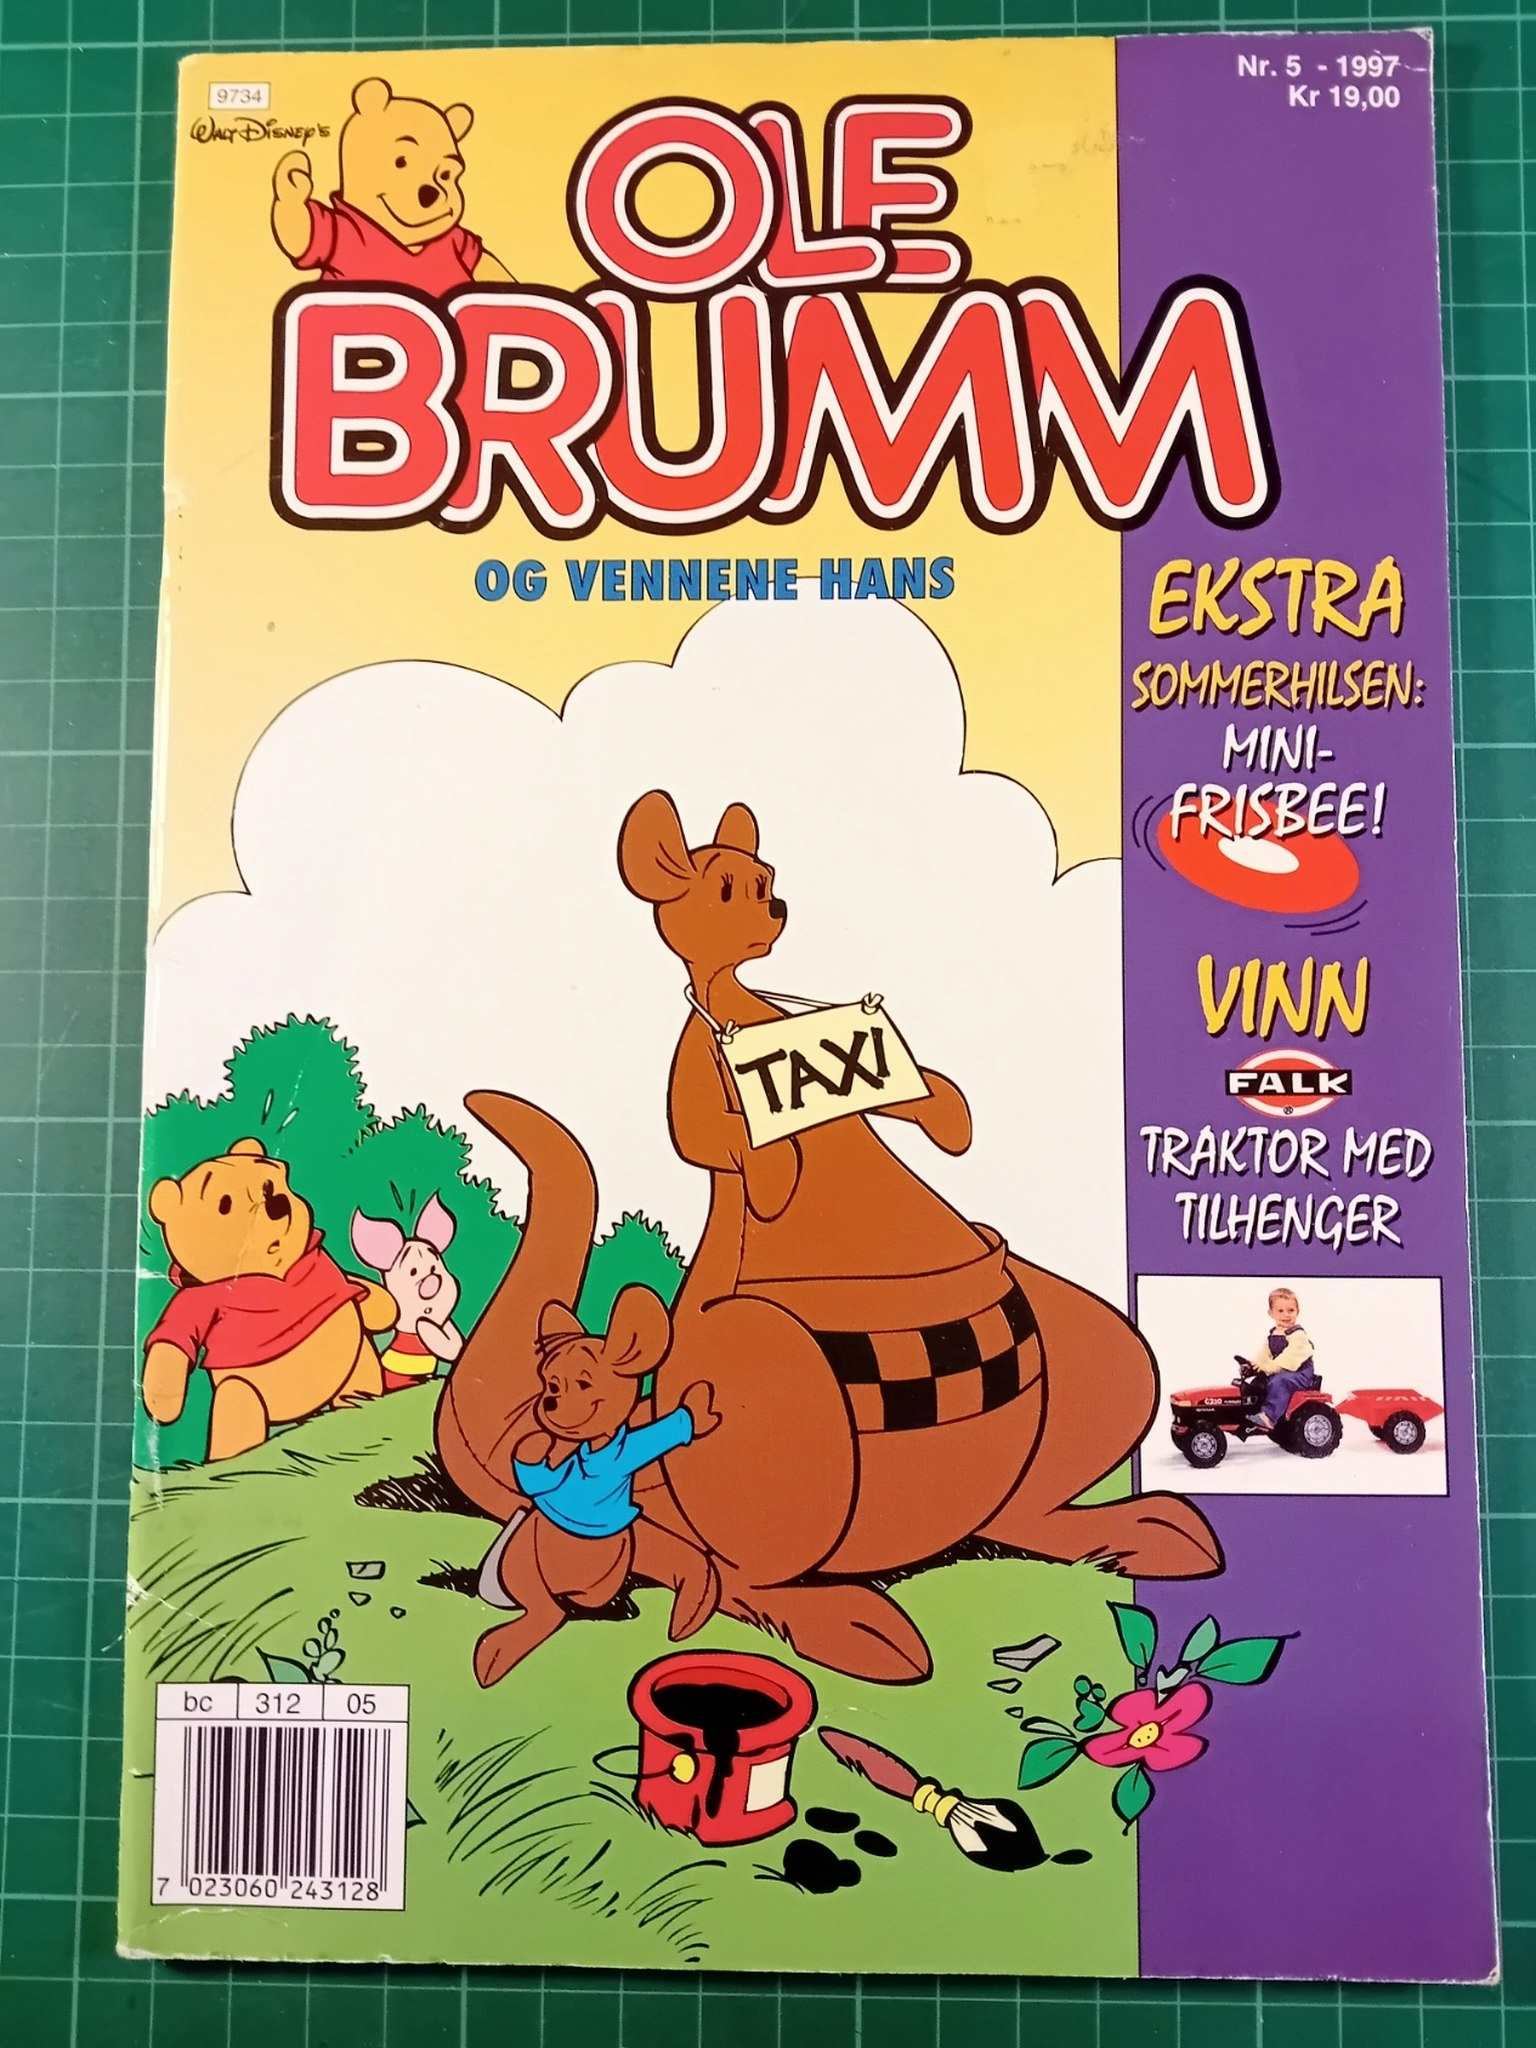 9734
WALT DISNEY'S
Nr. 5 - 1997
Kr 19,00
OLE
BRUMM
OG VENNENE HANS
EKSTRA
SOMMERHILSEN:
MINI-
FRISBEE!
VINN
FALK
®
TRAKTOR MED
TILHENGER
TAXI
G210
bc 312 05
7 023060 243128